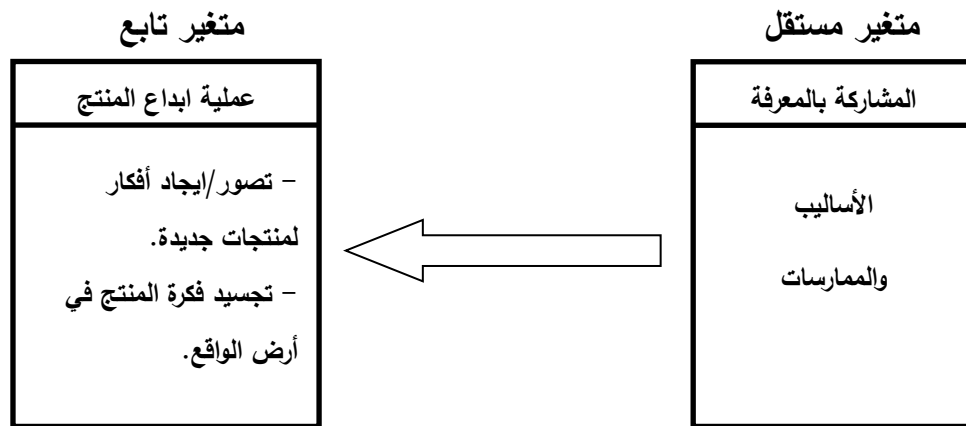 متغير مستقل
المشاركة بالمعرفة
الأساليب
والممارسات
متغير تابع
عملية ابداع المنتج
- تصور/ايجاد أفكار
لمنتجات جديدة.
- تجسيد فكرة المنتج في
أرض الواقع.